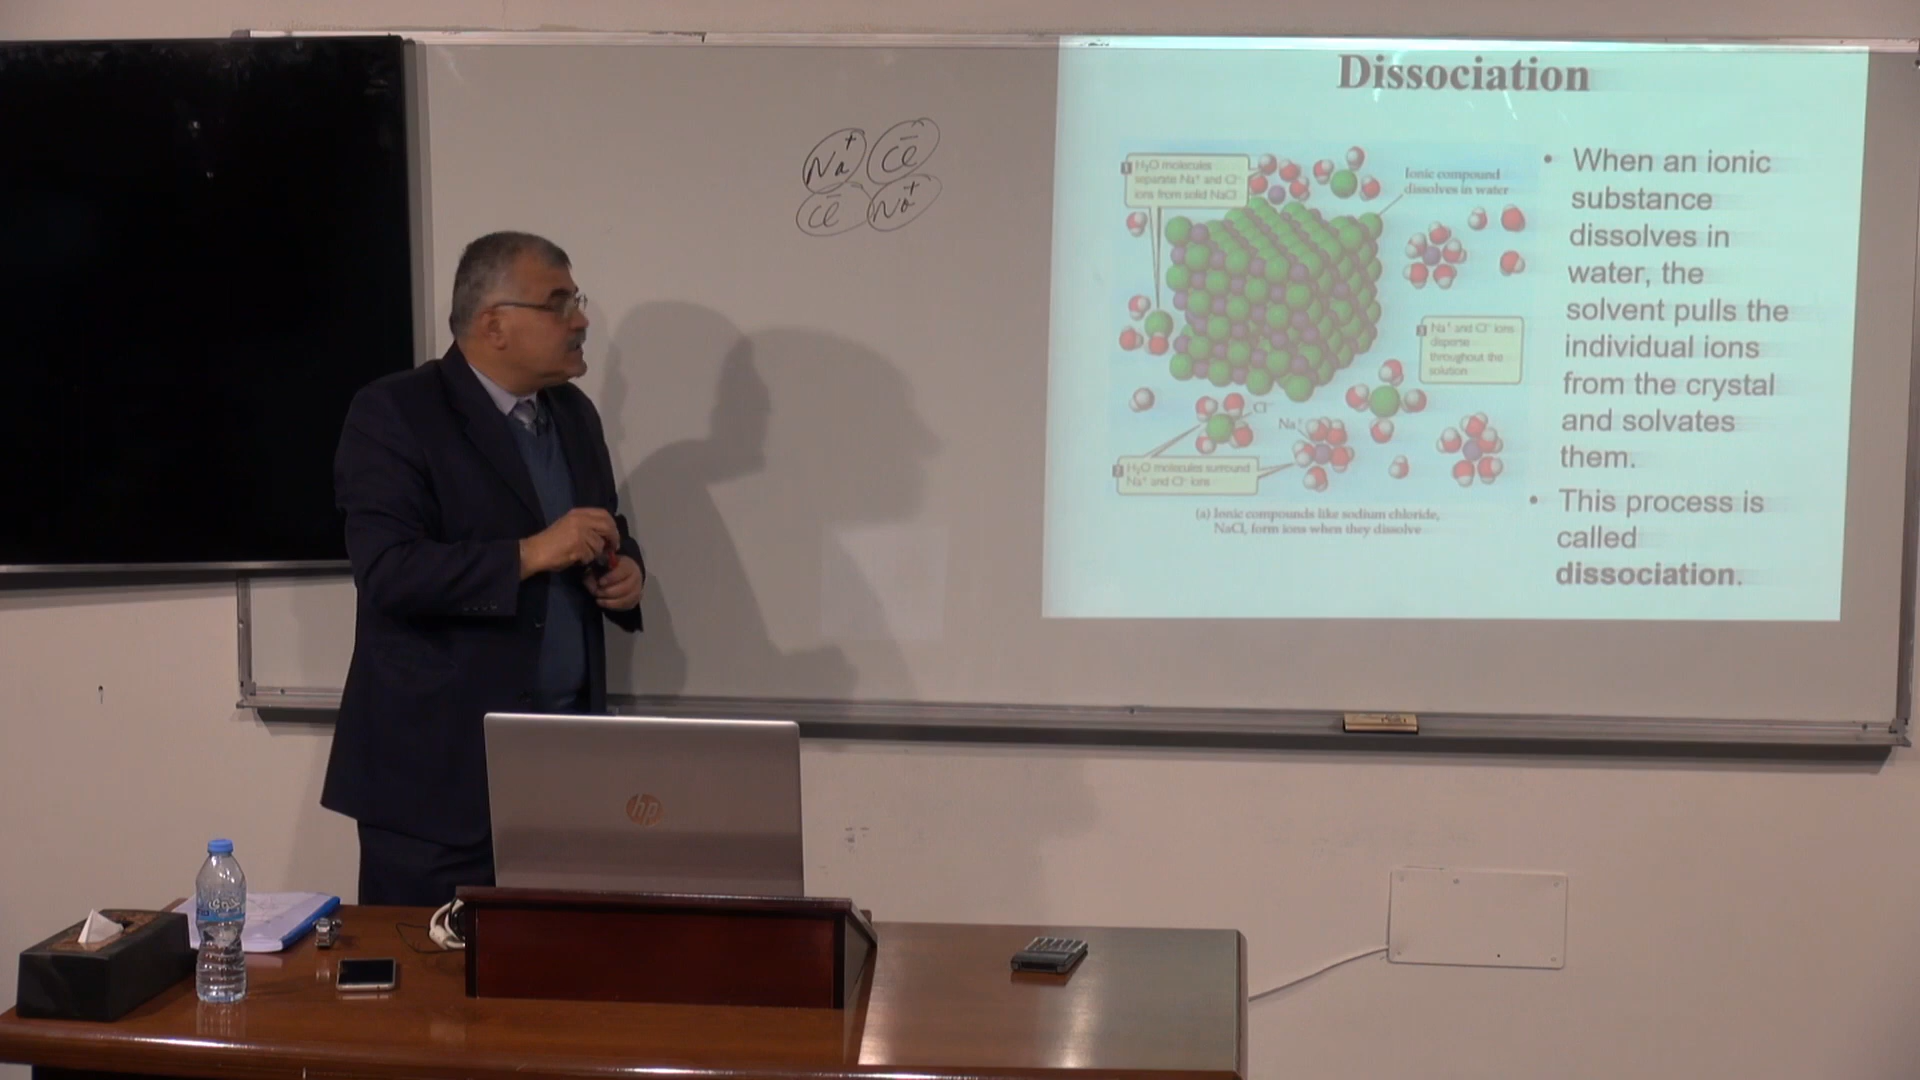 Na+ Cl-
Cl- Na+
Dissociation
1 H₂O molecules
separate Na⁺ and Cl⁻
ions from solid NaCl
Ionic compound
dissolves in water
3 Na⁺ and Cl⁻ ions
disperse
throughout the
solution
Cl⁻
Na⁺
2 H₂O molecules surround
Na⁺ and Cl⁻ ions
(a) Ionic compounds like sodium chloride,
NaCl, form ions when they dissolve
• When an ionic
substance
dissolves in
water, the
solvent pulls the
individual ions
from the crystal
and solvates
them.
• This process is
called
dissociation.
hp